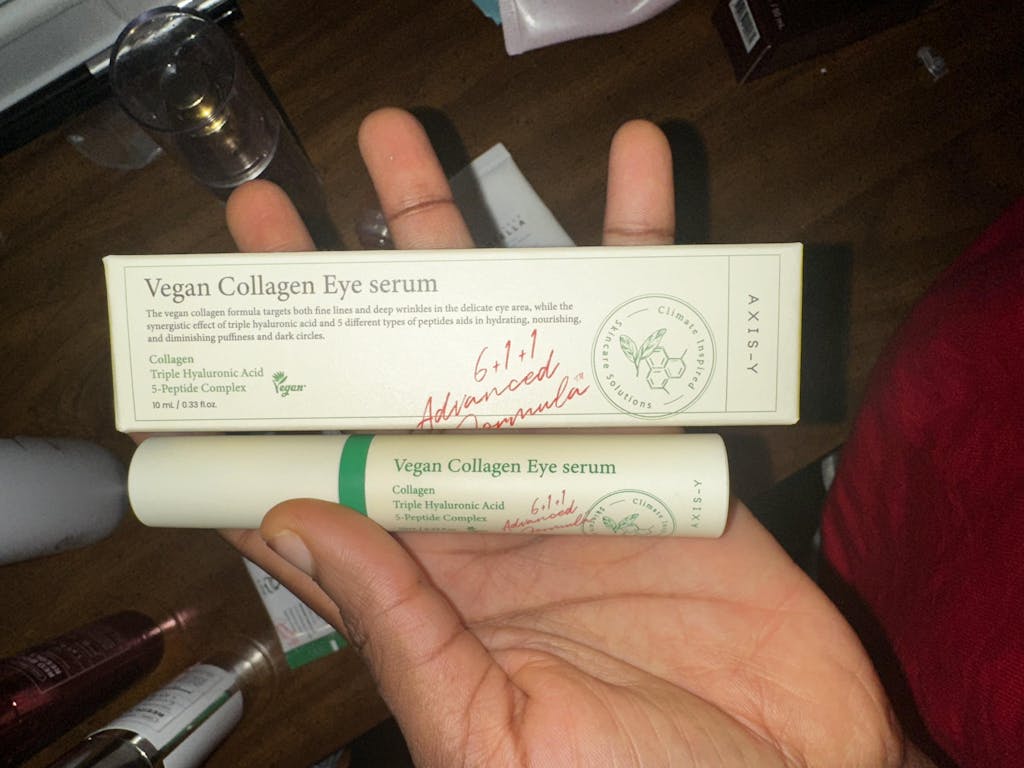 Vegan Collagen Eye serum
The vegan collagen formula targets both fine lines and deep wrinkles in the delicate eye area, while the
synergistic effect of triple hyaluronic acid and 5 different types of peptides aids in hydrating, nourishing,
and diminishing puffiness and dark circles.
Collagen
Triple Hyaluronic Acid
5-Peptide Complex
Vegan
10 mL / 0.33 fl.oz.
6+1+1
Advanced
Formula™
Climate Inspired
Skincare Solutions
AXIS-Y
Vegan Collagen Eye serum
Collagen
Triple Hyaluronic Acid
5-Peptide Complex
6+1+1
Advanced
Formula
Climate
AXIS-Y